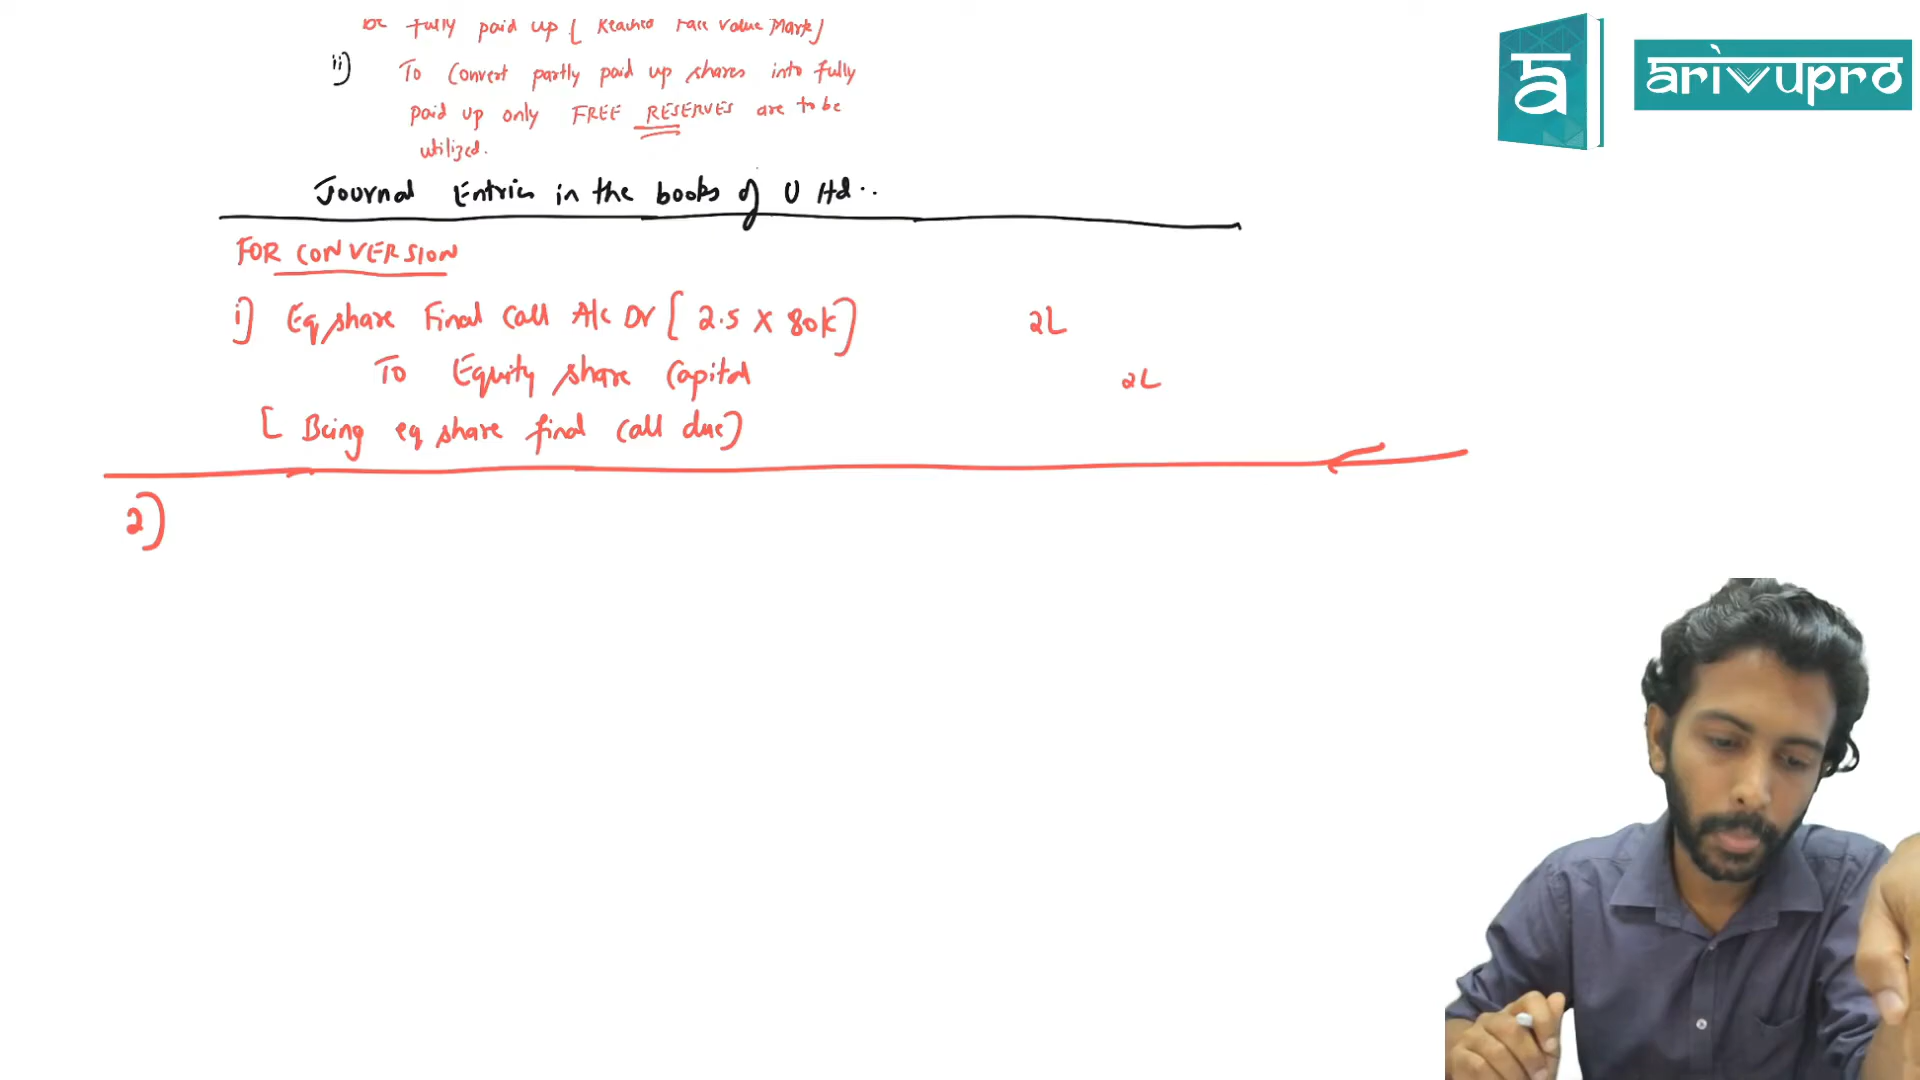 be fully paid up [ Reached Face Value Mark]
ii) To Convert partly paid up shares into fully
paid up only FREE RESERVES are to be
utilized.
Journal Entries in the books of U ltd..
FOR CONVERSION
i] Eq share Final Call A/c Dr [ 2.5 X 80K] 2L
To Equity share Capital 2L
[ Being eq share final call due]
2)
arivupro